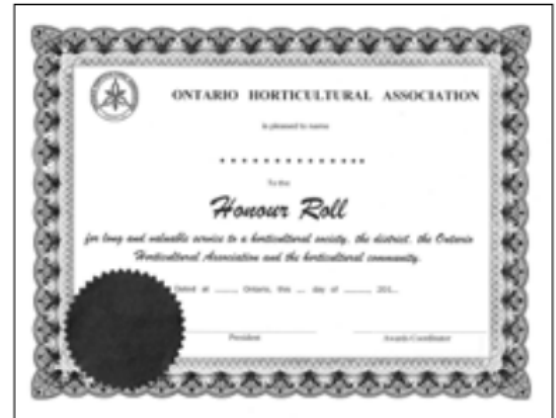 ONTARIO HORTICULTURAL ASSOCIATION
is pleased to name
* * * * * * * * * * * * * * *
To the
Honour Roll
for long and valuable service to a horticultural society, the district, the Ontario
Horticultural Association and the horticultural community.
Dated at ......, Ontario, this ... day of ......., 201...
President
Awards Coordinator